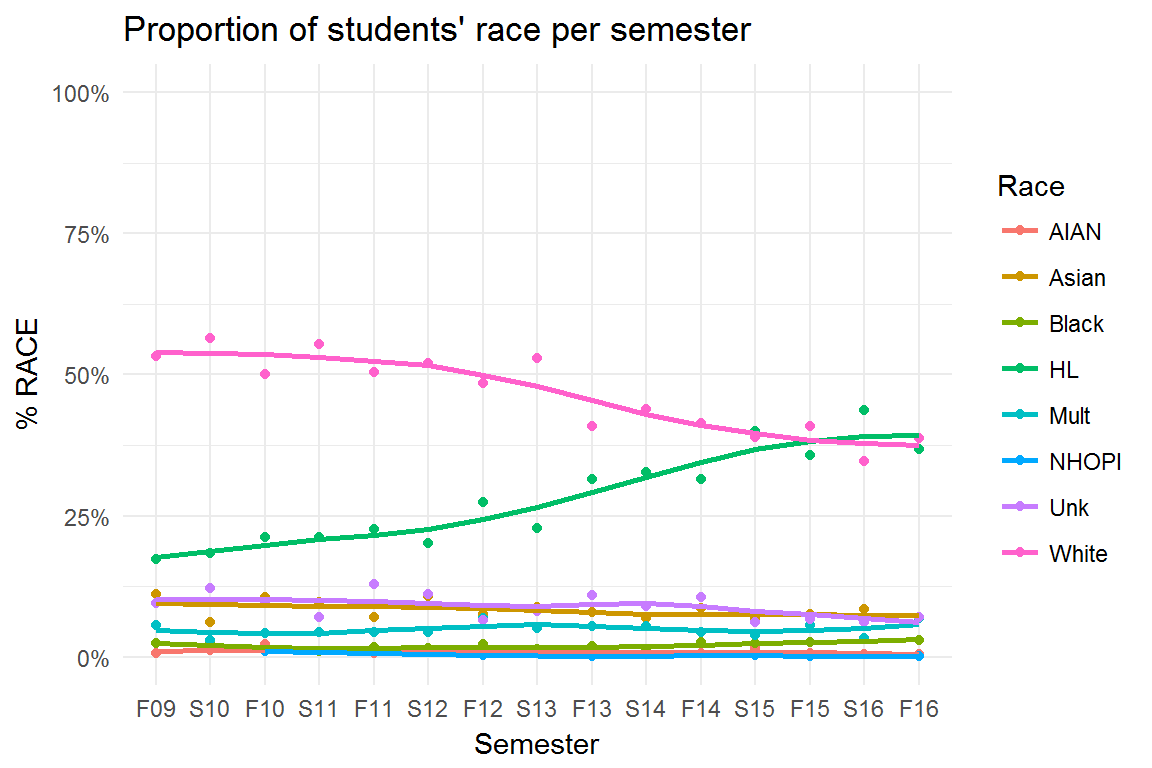 Proportion of students' race per semester
100%
75%
50%
25%
0%
% RACE
F09 S10 F10 S11 F11 S12 F12 S13 F13 S14 F14 S15 F15 S16 F16
Semester
Race
AIAN
Asian
Black
HL
Mult
NHOPI
Unk
White